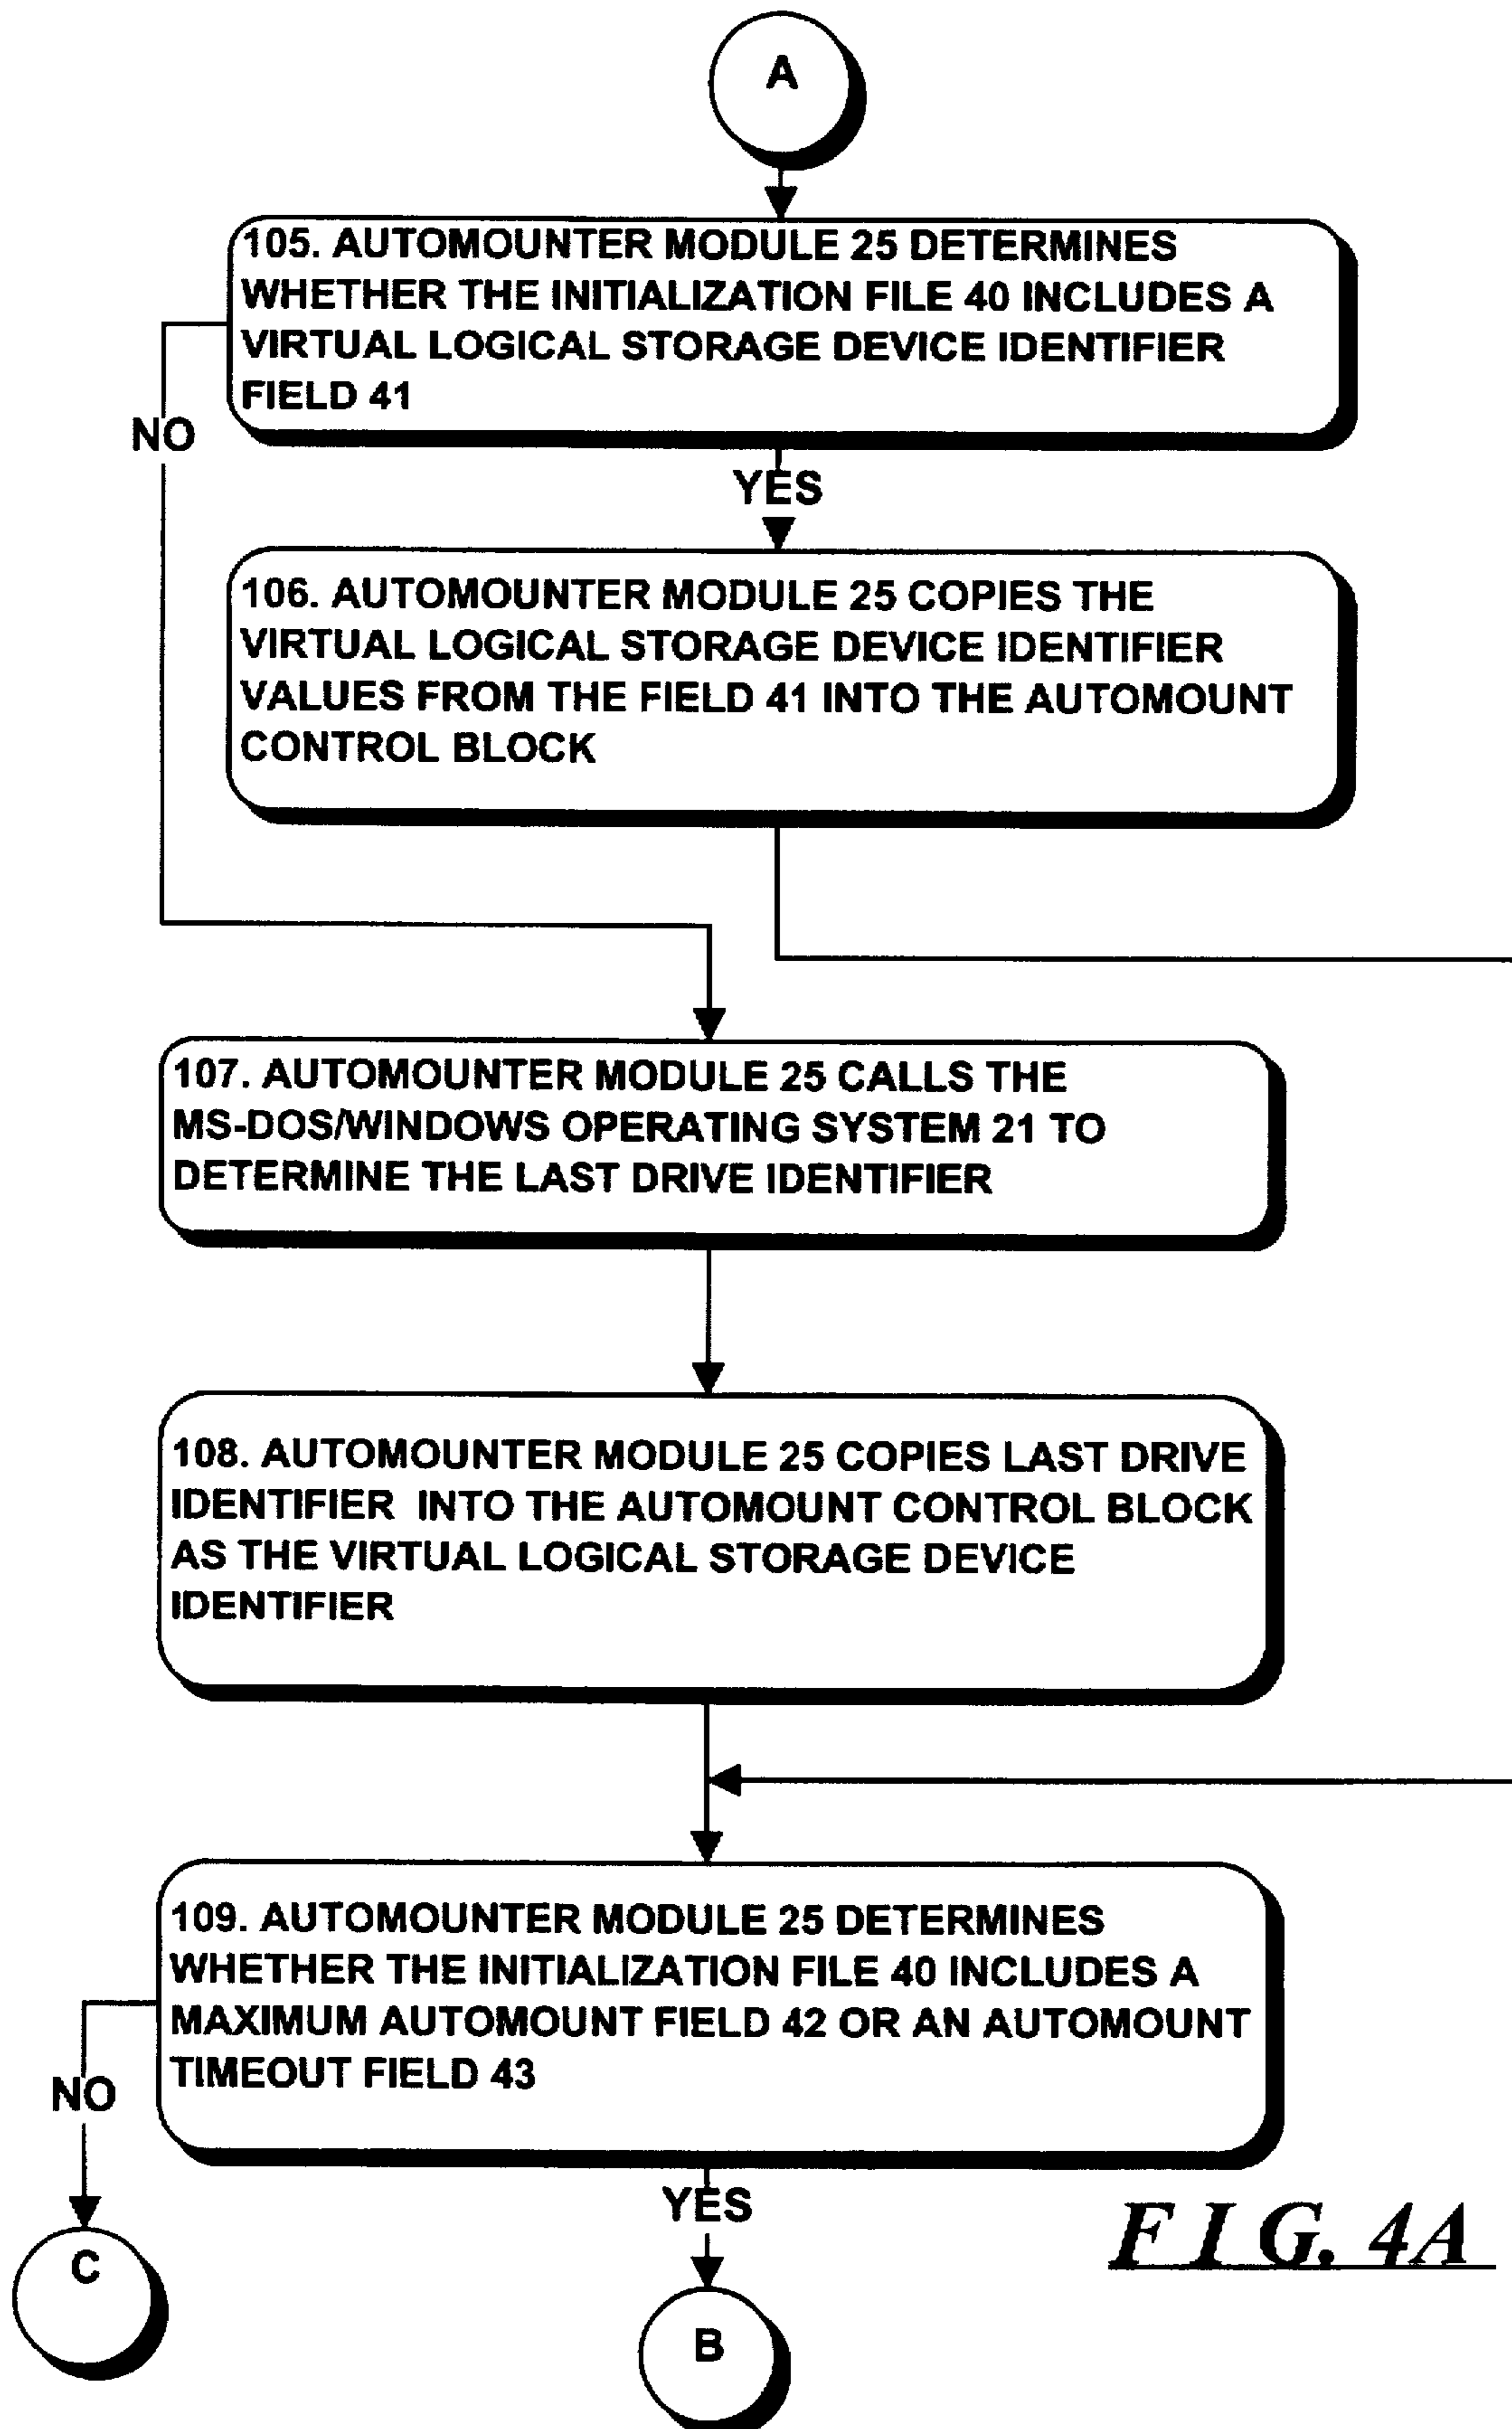 A
105. AUTOMOUNTER MODULE 25 DETERMINES
WHETHER THE INITIALIZATION FILE 40 INCLUDES A
VIRTUAL LOGICAL STORAGE DEVICE IDENTIFIER
FIELD 41
NO
YES
106. AUTOMOUNTER MODULE 25 COPIES THE
VIRTUAL LOGICAL STORAGE DEVICE IDENTIFIER
VALUES FROM THE FIELD 41 INTO THE AUTOMOUNT
CONTROL BLOCK
107. AUTOMOUNTER MODULE 25 CALLS THE
MS-DOS/WINDOWS OPERATING SYSTEM 21 TO
DETERMINE THE LAST DRIVE IDENTIFIER
108. AUTOMOUNTER MODULE 25 COPIES LAST DRIVE
IDENTIFIER INTO THE AUTOMOUNT CONTROL BLOCK
AS THE VIRTUAL LOGICAL STORAGE DEVICE
IDENTIFIER
109. AUTOMOUNTER MODULE 25 DETERMINES
WHETHER THE INITIALIZATION FILE 40 INCLUDES A
MAXIMUM AUTOMOUNT FIELD 42 OR AN AUTOMOUNT
TIMEOUT FIELD 43
NO
YES
C
B
FIG. 4A